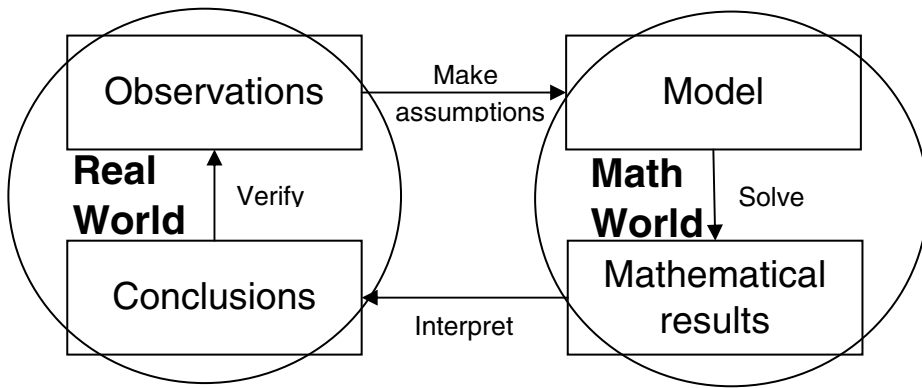 Observations
Make
assumptions
Model
Real
World
Verify
Math
World
Solve
Conclusions
Interpret
Mathematical
results